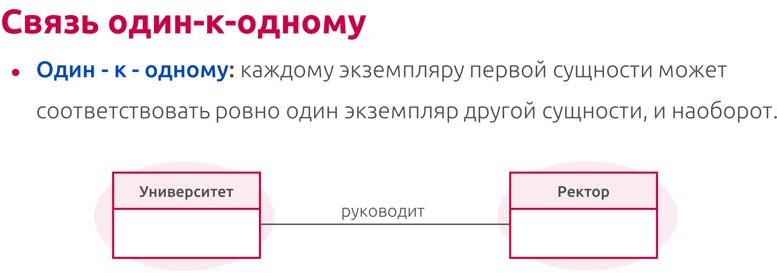 Связь один-к-одному
• Один - к - одному: каждому экземпляру первой сущности может
соответствовать ровно один экземпляр другой сущности, и наоборот.
Университет
руководит
Ректор